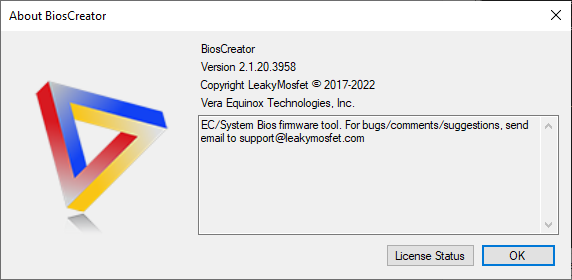 About BiosCreator
BiosCreator
Version 2.1.20.3958
Copyright LeakyMosfet © 2017-2022
Vera Equinox Technologies, Inc.
EC/System Bios firmware tool. For bugs/comments/suggestions, send
email to support@leakymosfet.com
License Status
OK